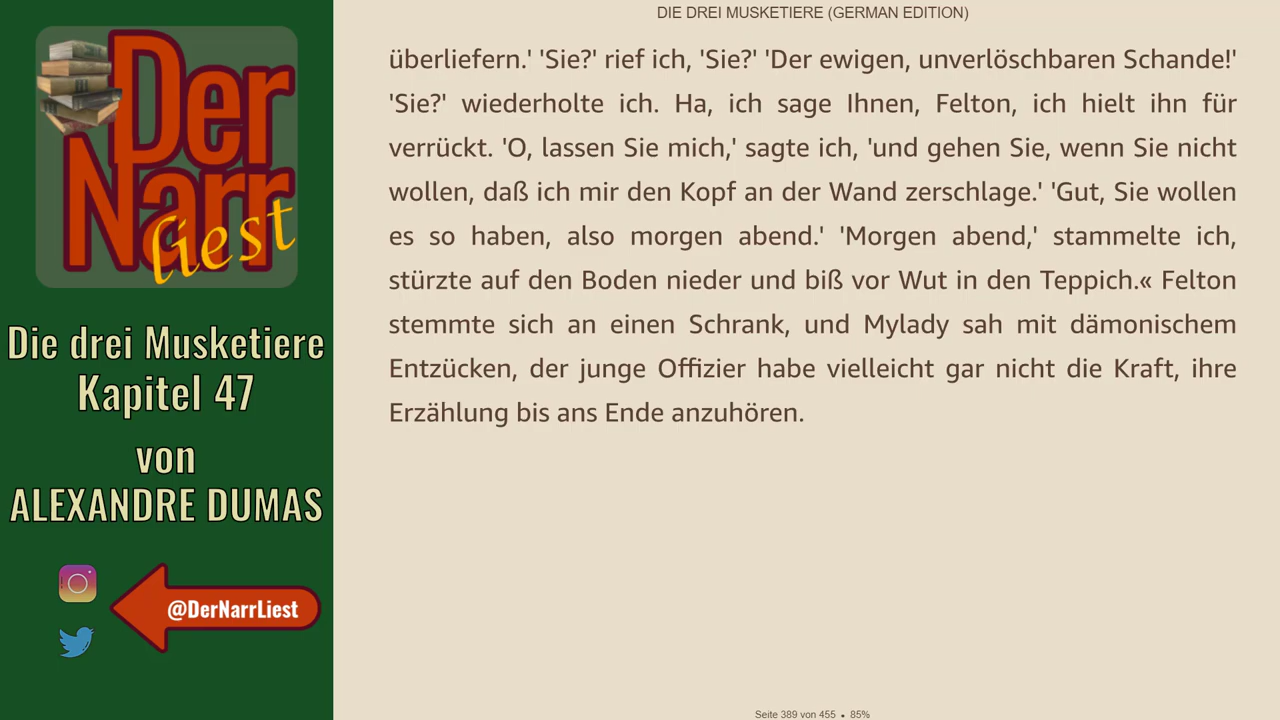 Der
Narr
liest
Die drei Musketiere
Kapitel 47
von
ALEXANDRE DUMAS
@DerNarrLiest
DIE DREI MUSKETIERE (GERMAN EDITION)
überliefern.' 'Sie?' rief ich, 'Sie?' 'Der ewigen, unverlöschbaren Schande!'
'Sie?' wiederholte ich. Ha, ich sage Ihnen, Felton, ich hielt ihn für
verrückt. 'O, lassen Sie mich,' sagte ich, 'und gehen Sie, wenn Sie nicht
wollen, daß ich mir den Kopf an der Wand zerschlage.' 'Gut, Sie wollen
es so haben, also morgen abend.' 'Morgen abend,' stammelte ich,
stürzte auf den Boden nieder und biß vor Wut in den Teppich.« Felton
stemmte sich an einen Schrank, und Mylady sah mit dämonischem
Entzücken, der junge Offizier habe vielleicht gar nicht die Kraft, ihre
Erzählung bis ans Ende anzuhören.
Seite 389 von 455 • 85%